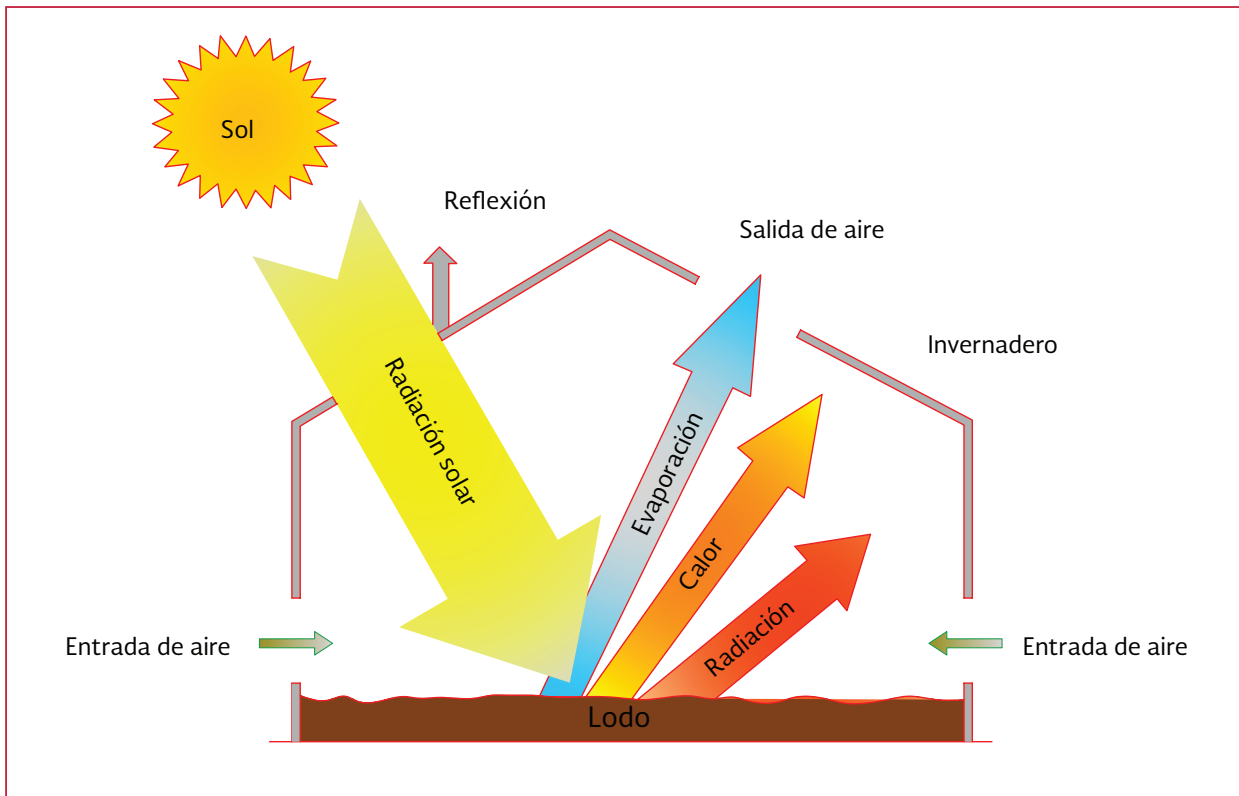 Sol
Reflexión
Salida de aire
Invernadero
Radiación solar
Evaporación
Calor
Radiación
Entrada de aire
Entrada de aire
Lodo